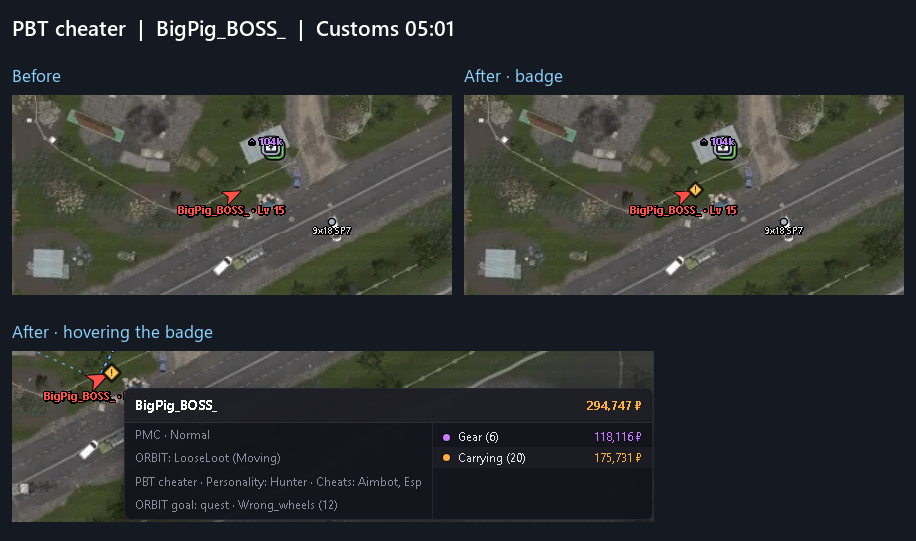 PBT cheater | BigPig_BOSS_ | Customs 05:01
Before
After · badge
104k
BigPig_BOSS_ · Lv 15
9x18 SP7
104k
BigPig_BOSS_ · Lv 15
9x18 SP7
After · hovering the badge
BigPig_BOSS_ ·
BigPig_BOSS_ 294,747 ₽
PMC · Normal
Gear (6) 118,116 ₽
ORBIT: LooseLoot (Moving)
Carrying (20) 175,731 ₽
PBT cheater · Personality: Hunter · Cheats: Aimbot, Esp
ORBIT goal: quest · Wrong_wheels (12)